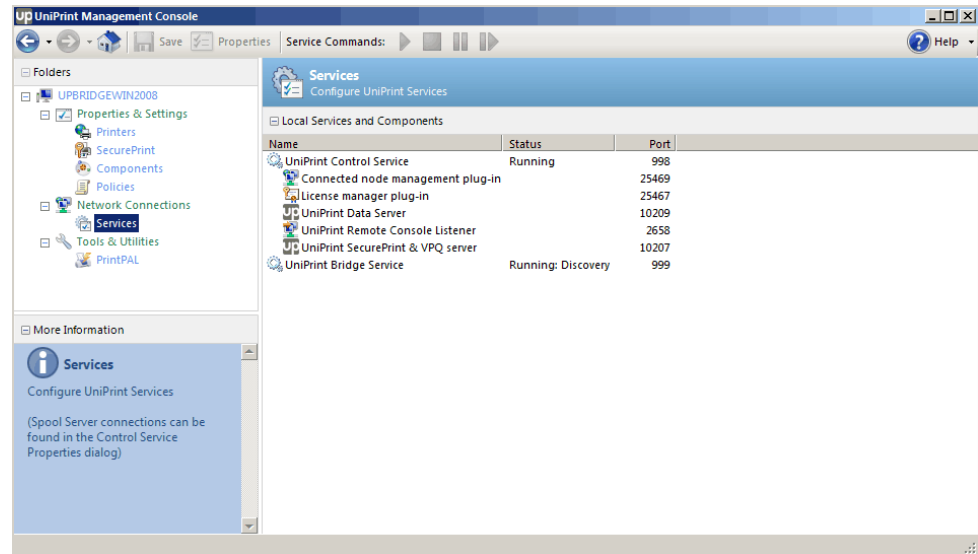 UniPrint Management Console
Save Properties Service Commands: Help
Folders
UPBRIDGEWIN2008
Properties & Settings
Printers
SecurePrint
Components
Policies
Network Connections
Services
Tools & Utilities
PrintPAL
More Information
Services
Configure UniPrint Services
(Spool Server connections can be
found in the Control Service
Properties dialog)
Services
Configure UniPrint Services
Local Services and Components
Name Status Port
UniPrint Control Service Running 998
Connected node management plug-in 25469
License manager plug-in 25467
UniPrint Data Server 10209
UniPrint Remote Console Listener 2658
UniPrint SecurePrint & VPQ server 10207
UniPrint Bridge Service Running: Discovery 999